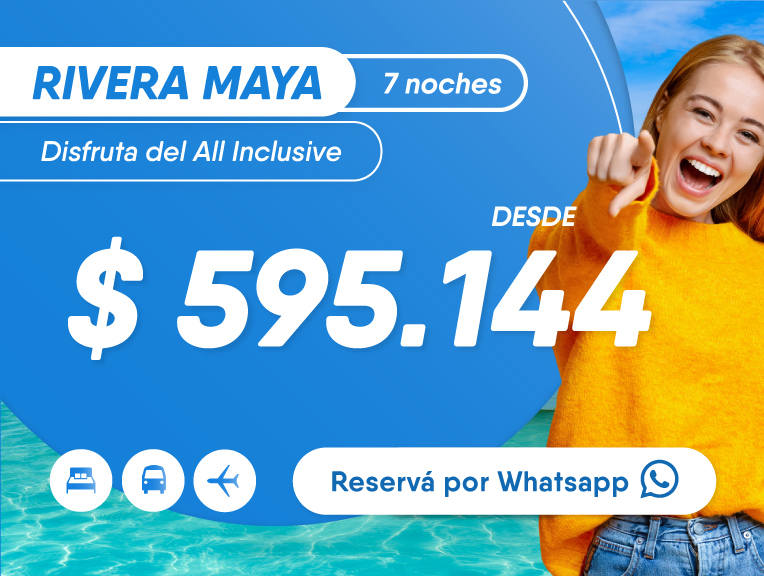 RIVERA MAYA
7 noches
Disfruta del All Inclusive
DESDE
$ 595.144
Reservá por Whatsapp